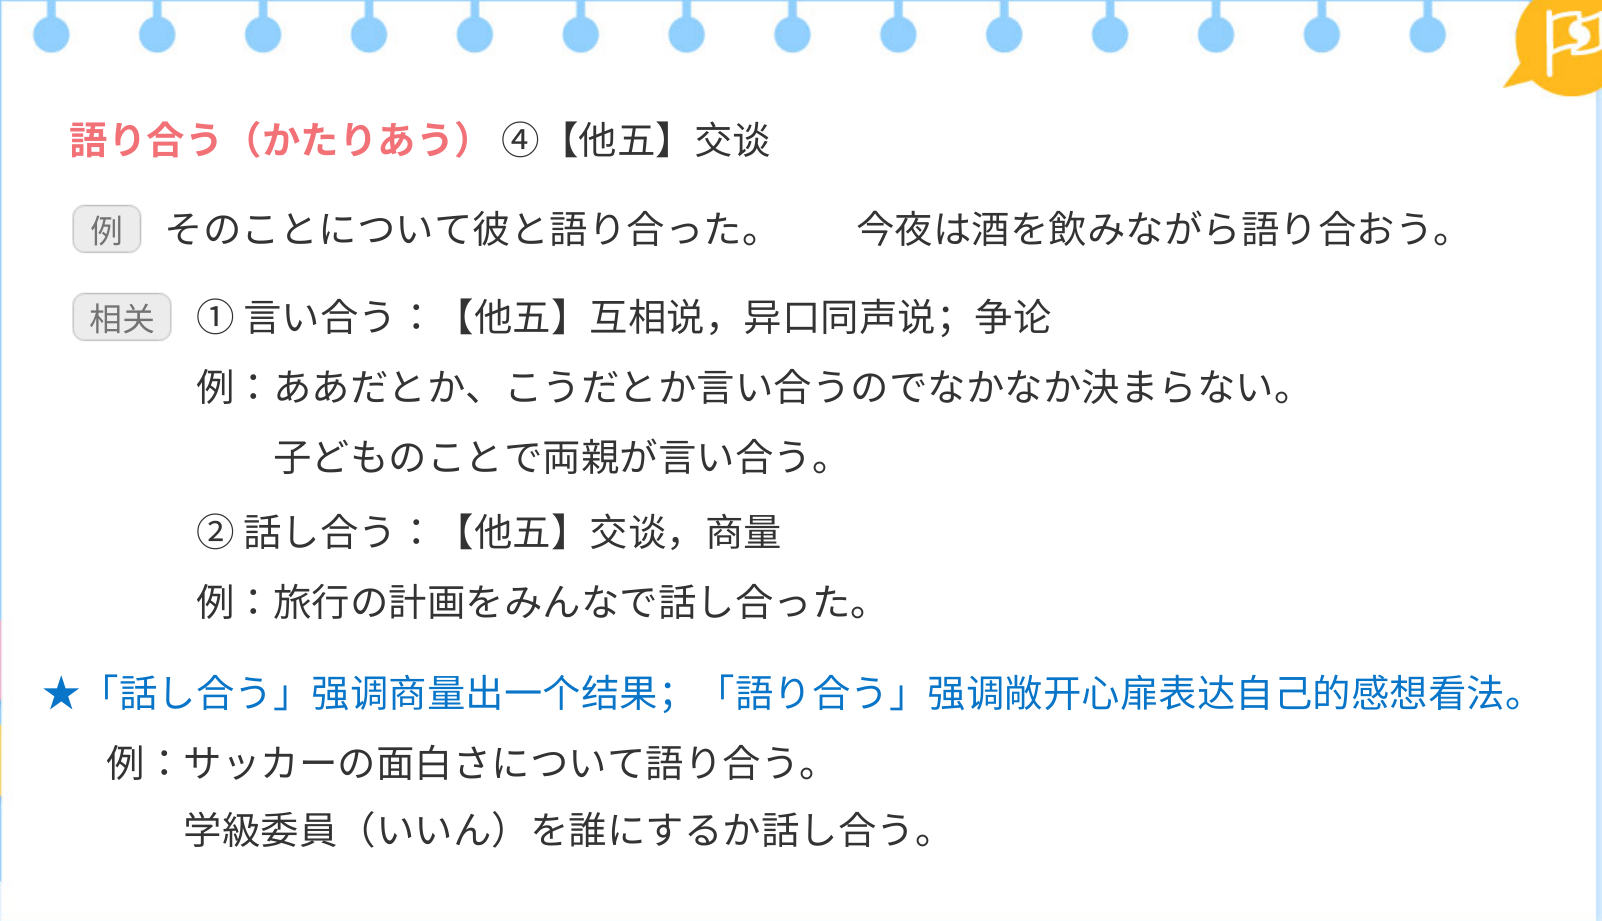 語り合う（かたりあう） ④【他五】交谈
例 そのことについて彼と語り合った。 今夜は酒を飲みながら語り合おう。
相关 ① 言い合う：【他五】互相说，异口同声说；争论
例：ああだとか、こうだとか言い合うのでなかなか決まらない。
子どものことで両親が言い合う。
② 話し合う：【他五】交谈，商量
例：旅行の計画をみんなで話し合った。
★「話し合う」强调商量出一个结果；「語り合う」强调敞开心扉表达自己的感想看法。
例：サッカーの面白さについて語り合う。
学級委員（いいん）を誰にするか話し合う。